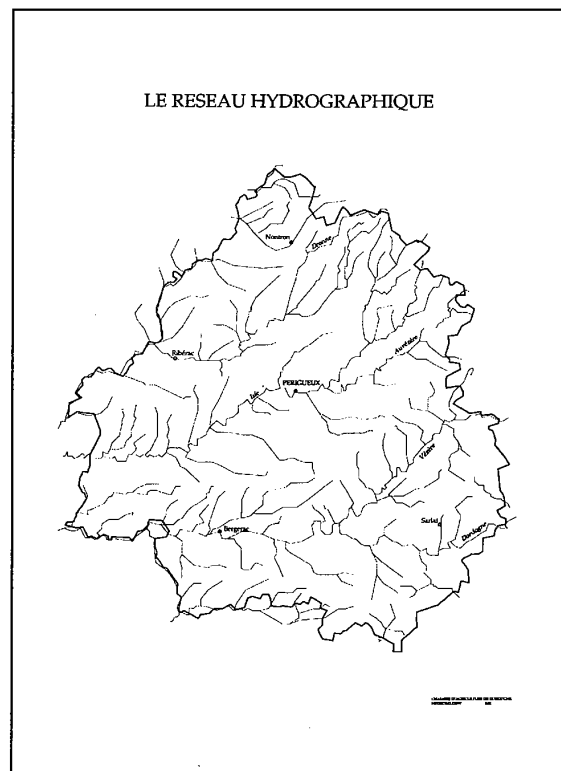 LE RESEAU HYDROGRAPHIQUE
Nontron
Dronne
Auvézère
Ribérac
PERIGUEUX
Isle
Vézère
Sarlat
Bergerac
Dordogne